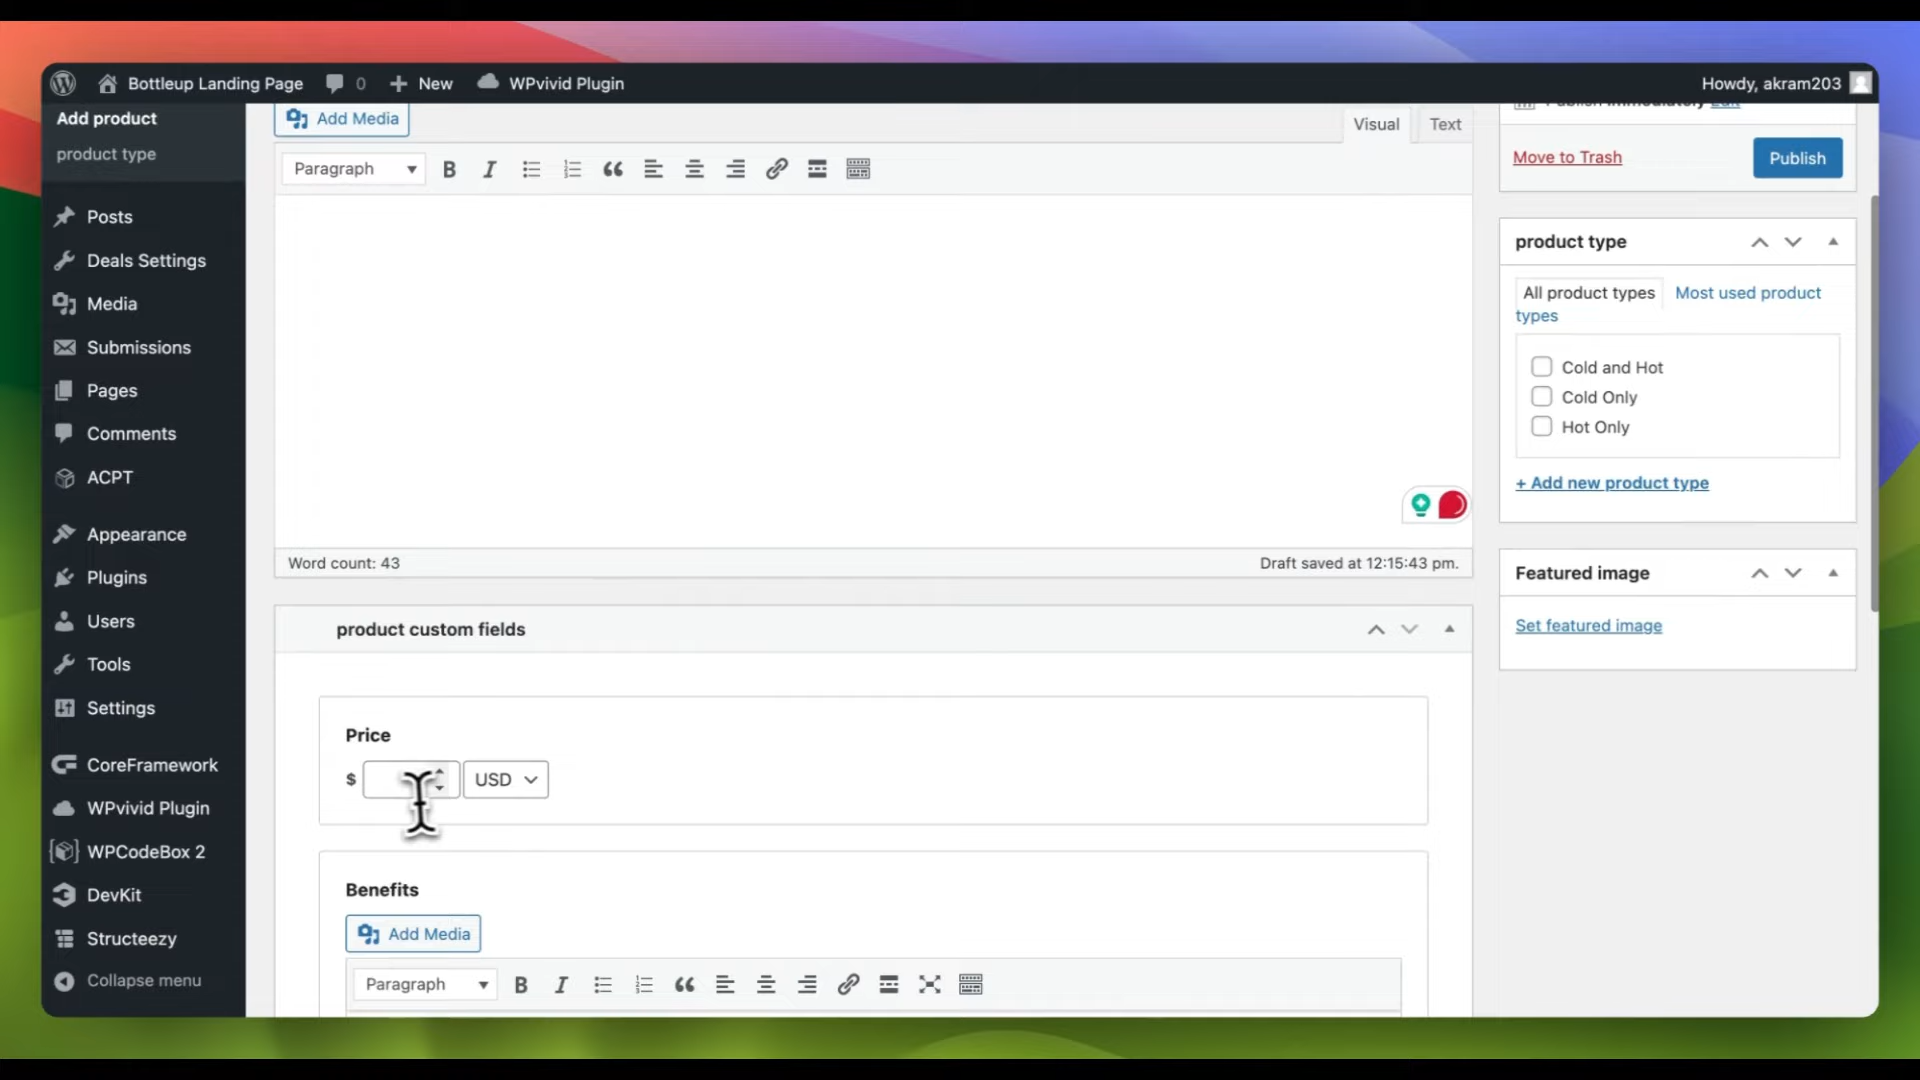 Bottleup Landing Page 0 New WPvivid Plugin Howdy, akram203
Add product
product type
Posts
Deals Settings
Media
Submissions
Pages
Comments
ACPT
Appearance
Plugins
Users
Tools
Settings
CoreFramework
WPvivid Plugin
WPCodeBox 2
DevKit
Structeezy
Collapse menu
Add Media
Visual Text
Paragraph
Word count: 43 Draft saved at 12:15:43 pm.
product custom fields
Price
$ USD
Benefits
Add Media
Paragraph
Publish immediately Edit
Move to Trash Publish
product type
All product types Most used product
types
Cold and Hot
Cold Only
Hot Only
+ Add new product type
Featured image
Set featured image